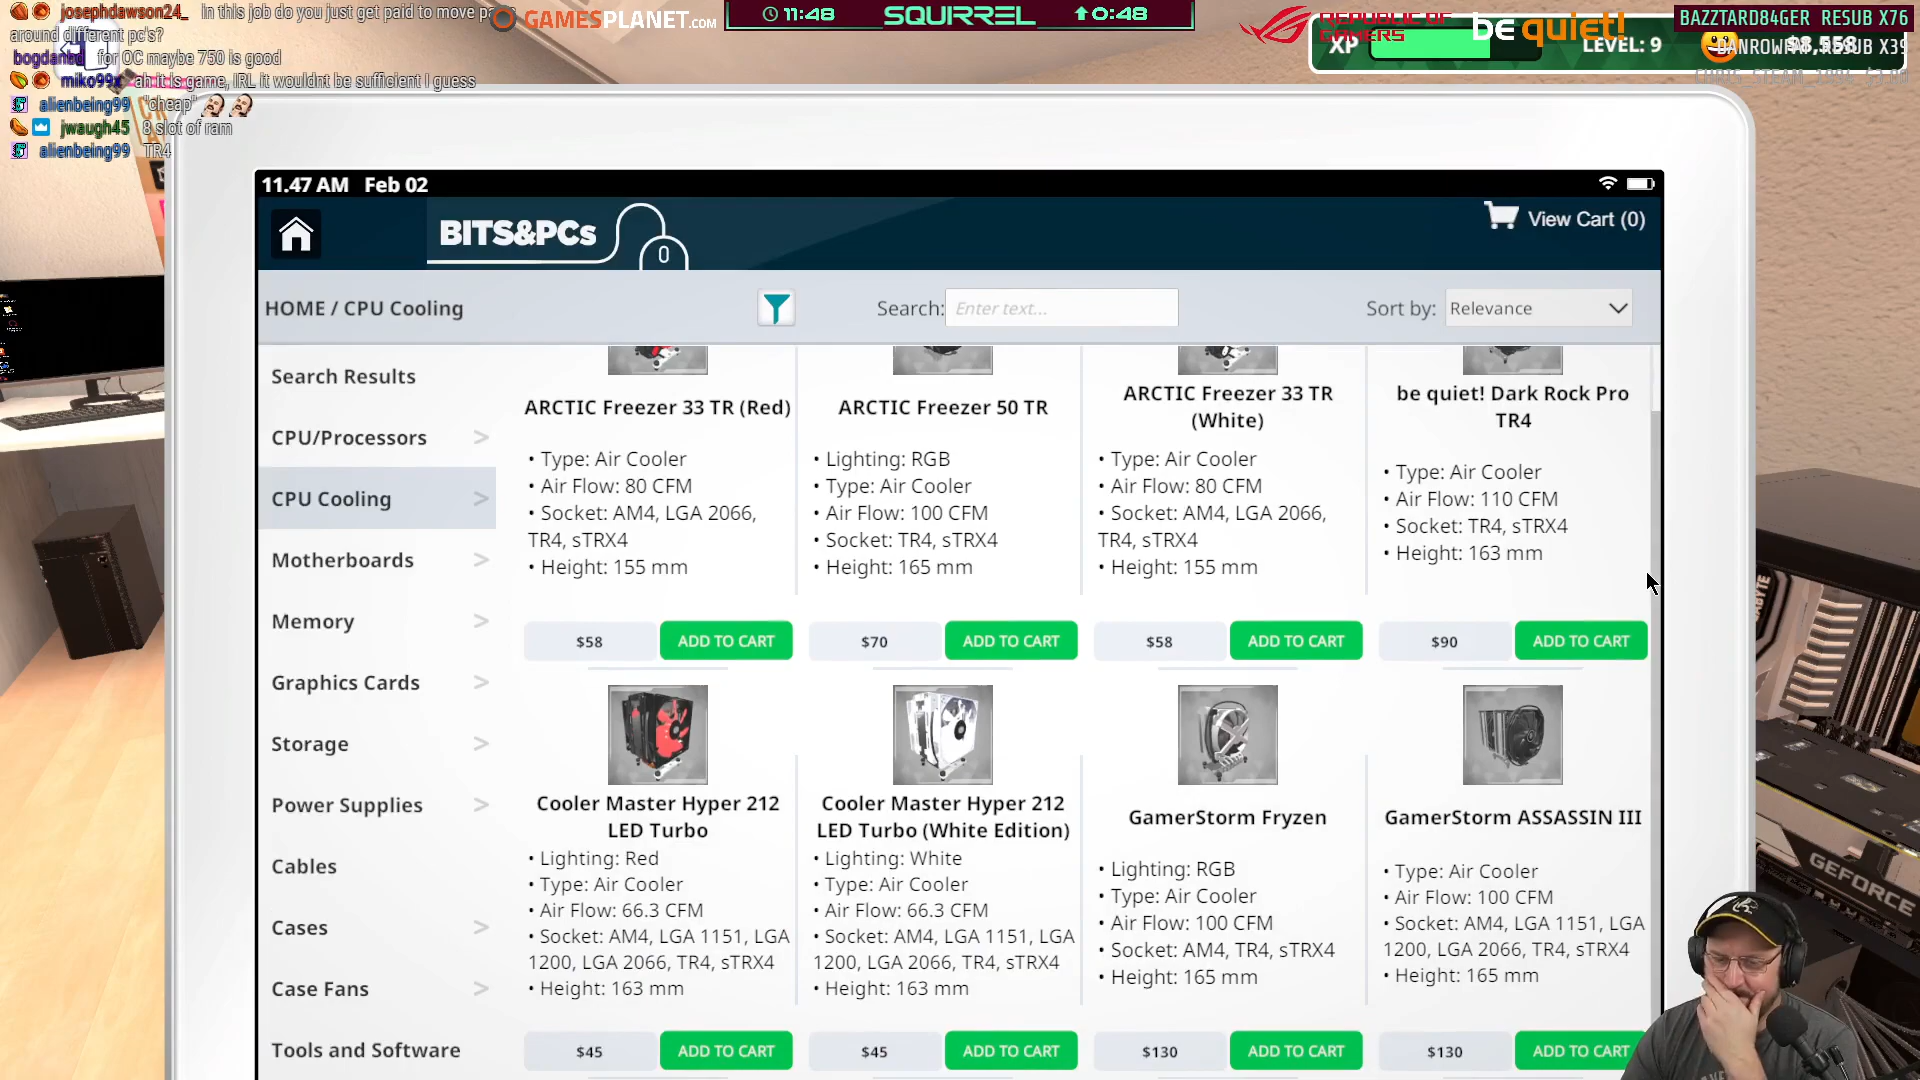 josephdawson24_ In this job do you just get paid to move pa
around different pc's?
bogdanbd for OC maybe 750 is good
miko99x ah it is game, IRL it wouldnt be sufficient I guess
alienbeing99 "cheap"
jwaugh45 8 slot of ram
alienbeing99 TR4
GAMESPLANET.COM
11:48 SQUIRREL 0:48
REPUBLIC OF
GAMERS
be quiet!
XP LEVEL: 9
BAZZTARD84GER RESUB X76
RESUB X39
11.47 AM Feb 02
BITS&PCs
View Cart (0)
HOME / CPU Cooling
Search: Enter text...
Sort by: Relevance
Search Results
CPU/Processors >
CPU Cooling >
Motherboards >
Memory >
Graphics Cards >
Storage >
Power Supplies >
Cables
Cases >
Case Fans >
Tools and Software
ARCTIC Freezer 33 TR (Red)
• Type: Air Cooler
• Air Flow: 80 CFM
• Socket: AM4, LGA 2066,
TR4, sTRX4
• Height: 155 mm
$58 ADD TO CART
ARCTIC Freezer 50 TR
• Lighting: RGB
• Type: Air Cooler
• Air Flow: 100 CFM
• Socket: TR4, sTRX4
• Height: 165 mm
$70 ADD TO CART
ARCTIC Freezer 33 TR
(White)
• Type: Air Cooler
• Air Flow: 80 CFM
• Socket: AM4, LGA 2066,
TR4, sTRX4
• Height: 155 mm
$58 ADD TO CART
be quiet! Dark Rock Pro
TR4
• Type: Air Cooler
• Air Flow: 110 CFM
• Socket: TR4, sTRX4
• Height: 163 mm
$90 ADD TO CART
Cooler Master Hyper 212
LED Turbo
• Lighting: Red
• Type: Air Cooler
• Air Flow: 66.3 CFM
• Socket: AM4, LGA 1151, LGA
1200, LGA 2066, TR4, sTRX4
• Height: 163 mm
$45 ADD TO CART
Cooler Master Hyper 212
LED Turbo (White Edition)
• Lighting: White
• Type: Air Cooler
• Air Flow: 66.3 CFM
• Socket: AM4, LGA 1151, LGA
1200, LGA 2066, TR4, sTRX4
• Height: 163 mm
$45 ADD TO CART
GamerStorm Fryzen
• Lighting: RGB
• Type: Air Cooler
• Air Flow: 100 CFM
• Socket: AM4, TR4, sTRX4
• Height: 165 mm
$130 ADD TO CART
GamerStorm ASSASSIN III
• Type: Air Cooler
• Air Flow: 100 CFM
• Socket: AM4, LGA 1151, LGA
1200, LGA 2066, TR4, sTRX4
• Height: 165 mm
$130 ADD TO CART
GEFORCE